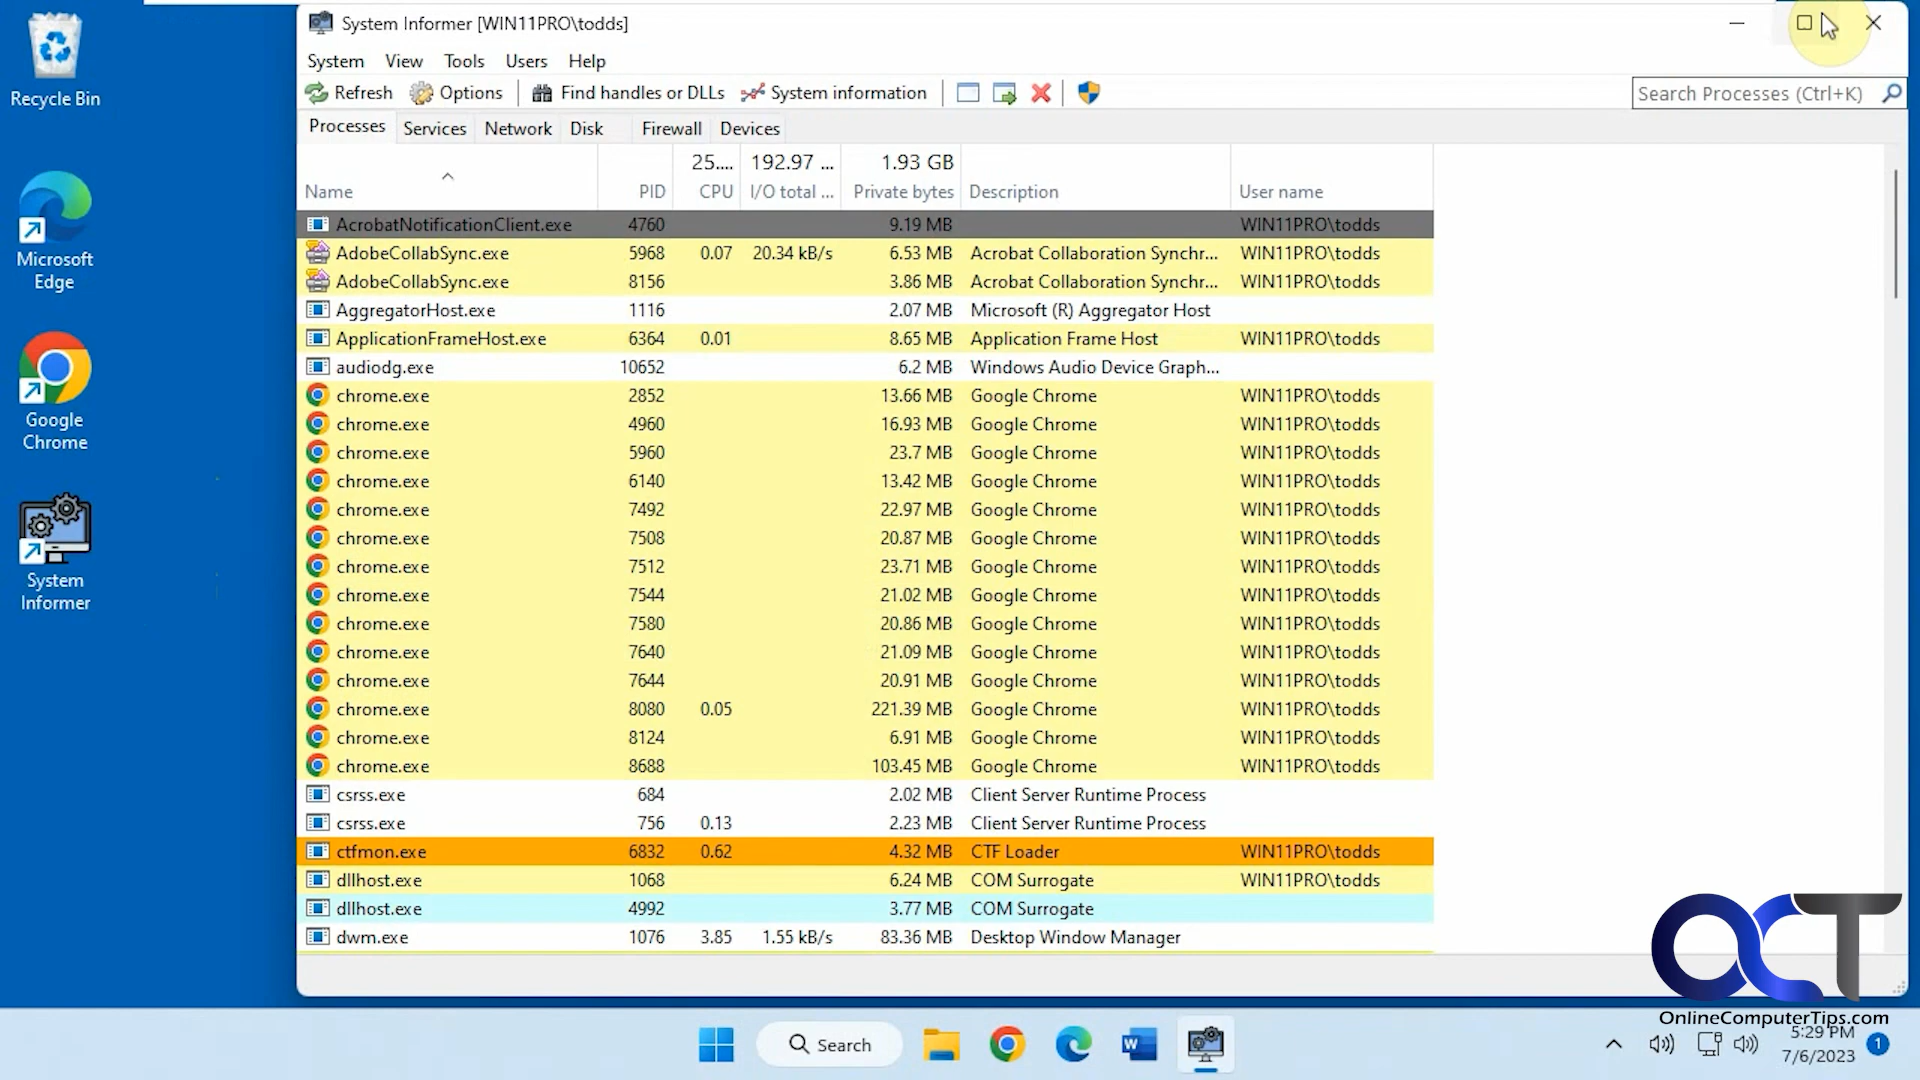 Recycle Bin
Microsoft
Edge
Google
Chrome
System
Informer
System Informer [WIN11PRO\todds]
System View Tools Users Help
Refresh Options Find handles or DLLs System information Search Processes (Ctrl+K)
Processes Services Network Disk Firewall Devices
25.... 192.97 ... 1.93 GB
Name PID CPU I/O total ... Private bytes Description User name
AcrobatNotificationClient.exe 4760 9.19 MB WIN11PRO\todds
AdobeCollabSync.exe 5968 0.07 20.34 kB/s 6.53 MB Acrobat Collaboration Synchr... WIN11PRO\todds
AdobeCollabSync.exe 8156 3.86 MB Acrobat Collaboration Synchr... WIN11PRO\todds
AggregatorHost.exe 1116 2.07 MB Microsoft (R) Aggregator Host
ApplicationFrameHost.exe 6364 0.01 8.65 MB Application Frame Host WIN11PRO\todds
audiodg.exe 10652 6.2 MB Windows Audio Device Graph...
chrome.exe 2852 13.66 MB Google Chrome WIN11PRO\todds
chrome.exe 4960 16.93 MB Google Chrome WIN11PRO\todds
chrome.exe 5960 23.7 MB Google Chrome WIN11PRO\todds
chrome.exe 6140 13.42 MB Google Chrome WIN11PRO\todds
chrome.exe 7492 22.97 MB Google Chrome WIN11PRO\todds
chrome.exe 7508 20.87 MB Google Chrome WIN11PRO\todds
chrome.exe 7512 23.71 MB Google Chrome WIN11PRO\todds
chrome.exe 7544 21.02 MB Google Chrome WIN11PRO\todds
chrome.exe 7580 20.86 MB Google Chrome WIN11PRO\todds
chrome.exe 7640 21.09 MB Google Chrome WIN11PRO\todds
chrome.exe 7644 20.91 MB Google Chrome WIN11PRO\todds
chrome.exe 8080 0.05 221.39 MB Google Chrome WIN11PRO\todds
chrome.exe 8124 6.91 MB Google Chrome WIN11PRO\todds
chrome.exe 8688 103.45 MB Google Chrome WIN11PRO\todds
csrss.exe 684 2.02 MB Client Server Runtime Process
csrss.exe 756 0.13 2.23 MB Client Server Runtime Process
ctfmon.exe 6832 0.62 4.32 MB CTF Loader WIN11PRO\todds
dllhost.exe 1068 6.24 MB COM Surrogate WIN11PRO\todds
dllhost.exe 4992 3.77 MB COM Surrogate
dwm.exe 1076 3.85 1.55 kB/s 83.36 MB Desktop Window Manager
OCT
OnlineComputerTips.com
Search
W
5:29 PM
7/6/2023
1